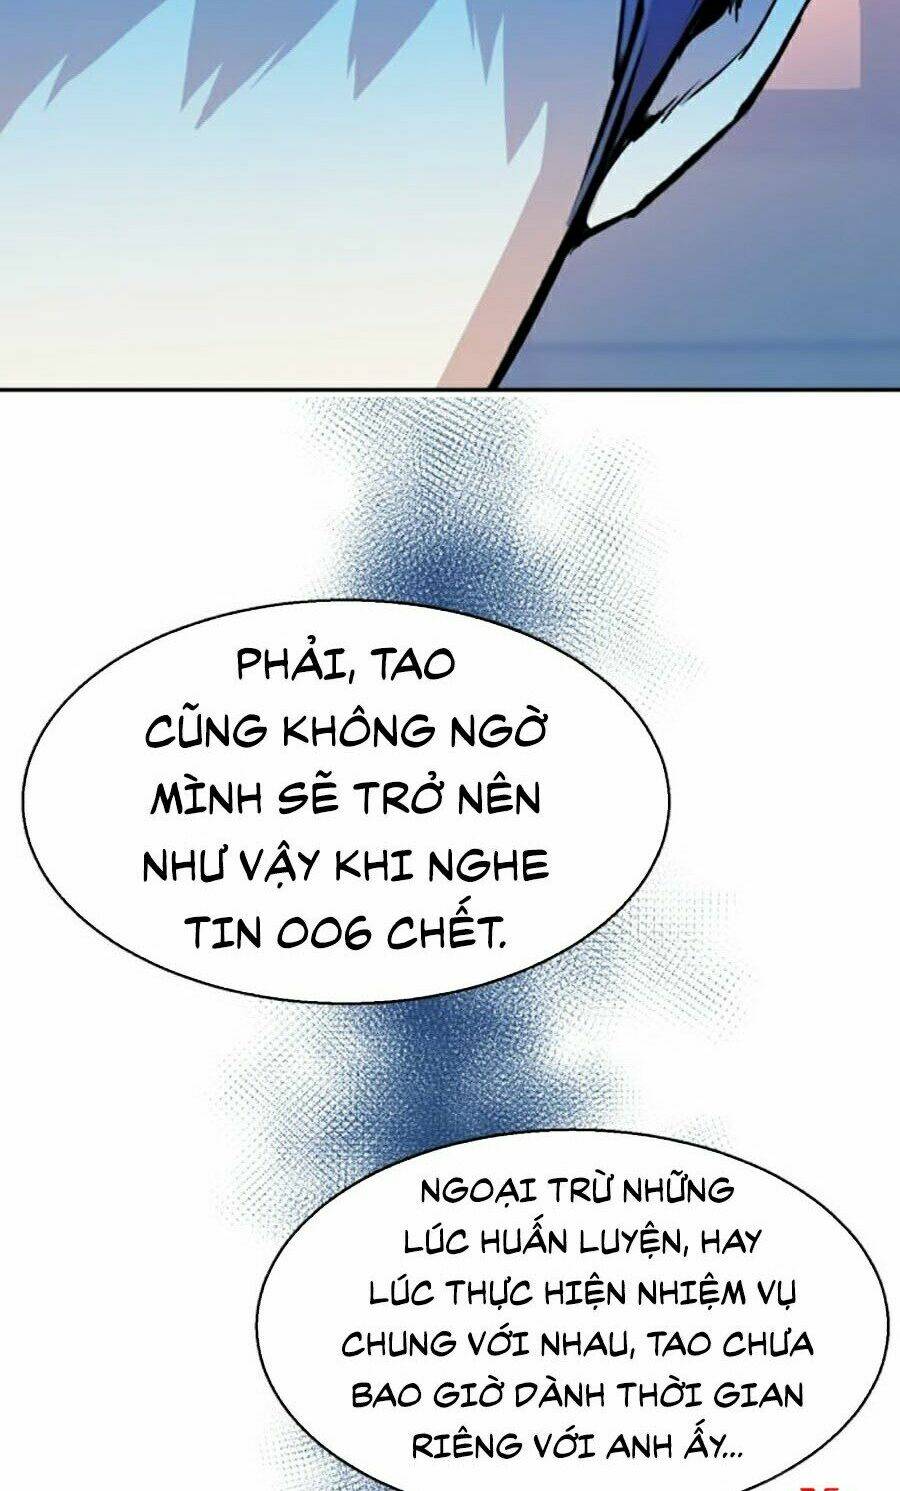 PHẢI, TAO
CŨNG KHÔNG NGỜ
MÌNH SẼ TRỞ NÊN
NHƯ VẬY KHI NGHE
TIN 006 CHẾT.
NGOẠI TRỪ NHỮNG
LÚC HUẤN LUYỆN, HAY
LÚC THỰC HIỆN NHIỆM VỤ
CHUNG VỚI NHAU, TAO CHƯA
BAO GIỜ DÀNH THỜI GIAN
RIÊNG VỚI ANH ẤY...